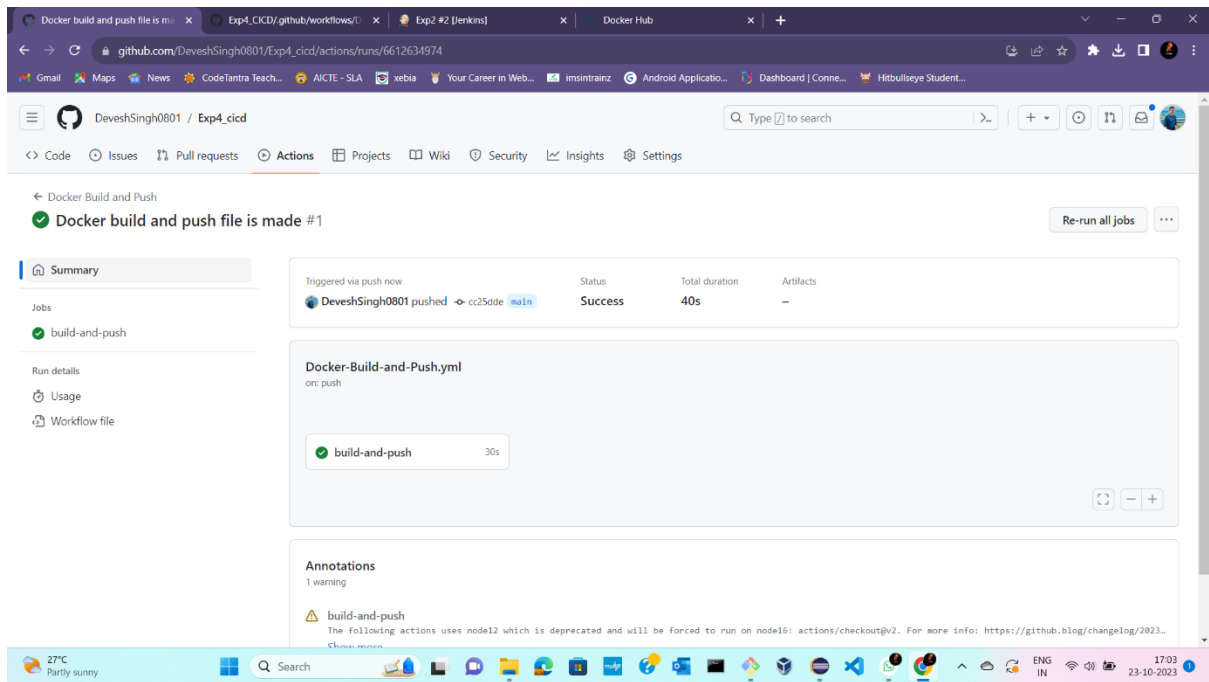 Docker build and push file is ma
Exp4_CICD/.github/workflows/D
Exp2 #2 [Jenkins]
Docker Hub
github.com/DeveshSingh0801/Exp4_cicd/actions/runs/6612634974
Gmail Maps News CodeTantra Teach... AICTE - SLA xebia Your Career in Web... imsintrainz Android Applicatio... Dashboard | Conne... Hitbullseye Student...
DeveshSingh0801 / Exp4_cicd
Type / to search
Code Issues Pull requests Actions Projects Wiki Security Insights Settings
Docker Build and Push
Docker build and push file is made #1
Re-run all jobs
Summary
Jobs
build-and-push
Run details
Usage
Workflow file
Triggered via push now
DeveshSingh0801 pushed cc25dde main
Status
Success
Total duration
40s
Artifacts
–
Docker-Build-and-Push.yml
on: push
build-and-push 30s
Annotations
1 warning
build-and-push
The following actions uses node12 which is deprecated and will be forced to run on node16: actions/checkout@v2. For more info: https://github.blog/changelog/2023…
Show more
27°C
Partly sunny
Search
ENG
IN
17:03
23-10-2023
1